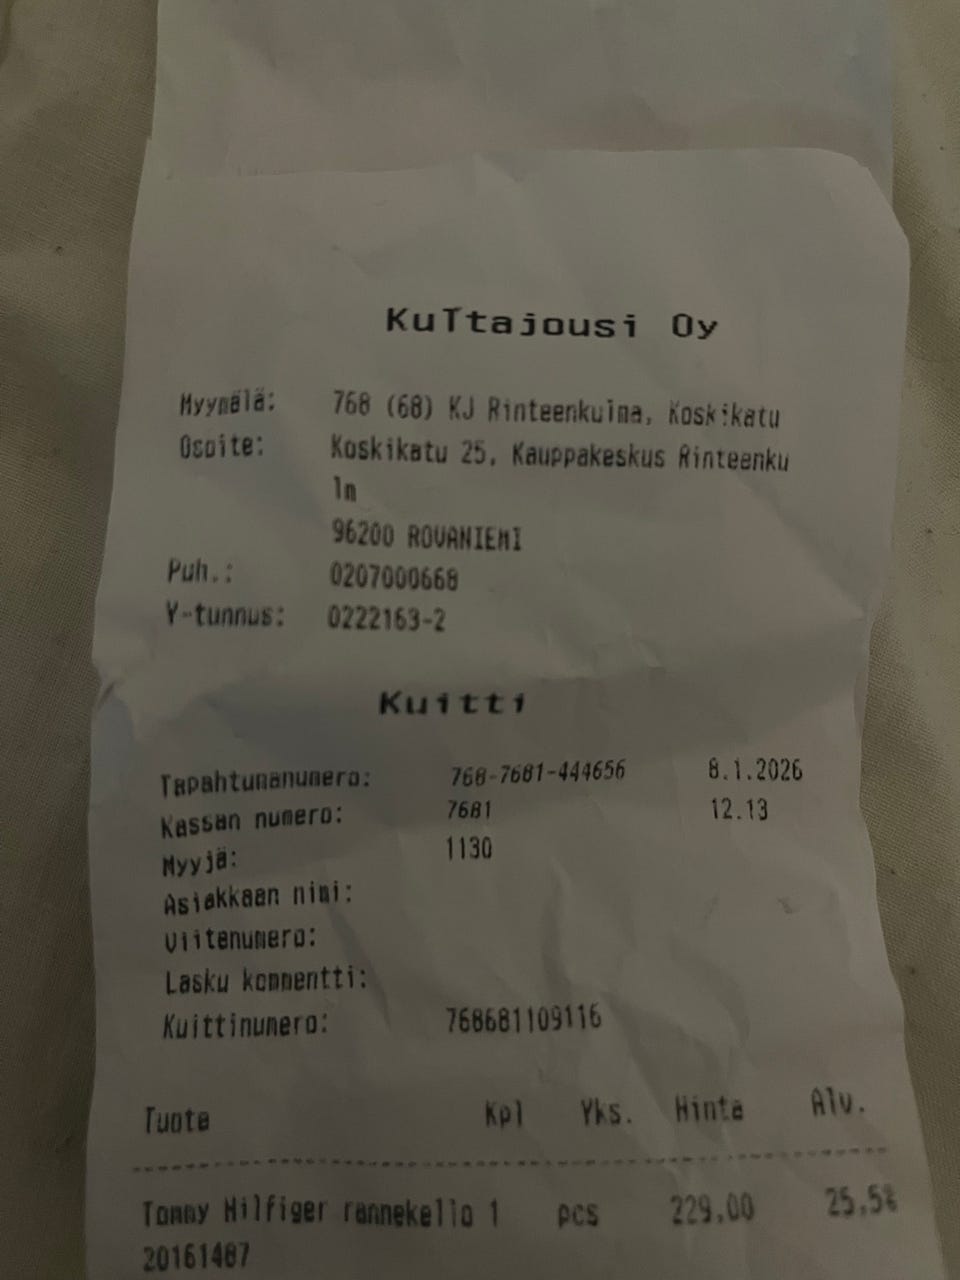 Kultajousi Oy
Myymälä: 768 (68) KJ Rinteenkulma, Koskikatu
Osoite: Koskikatu 25, Kauppakeskus Rinteenku
lm
96200 ROVANIEMI
Puh.: 0207000668
Y-tunnus: 0222163-2
Kuitti
Tapahtumanumero: 768-7681-444656 8.1.2026
Kassan numero: 7681 12.13
Myyjä: 1130
Asiakkaan nimi:
Viitenumero:
Lasku kommentti:
Kuittinumero: 768681109116
Tuote Kpl Yks. Hinta Alv.
Tommy Hilfiger rannekello 1 pcs 229,00 25,5%
20161487